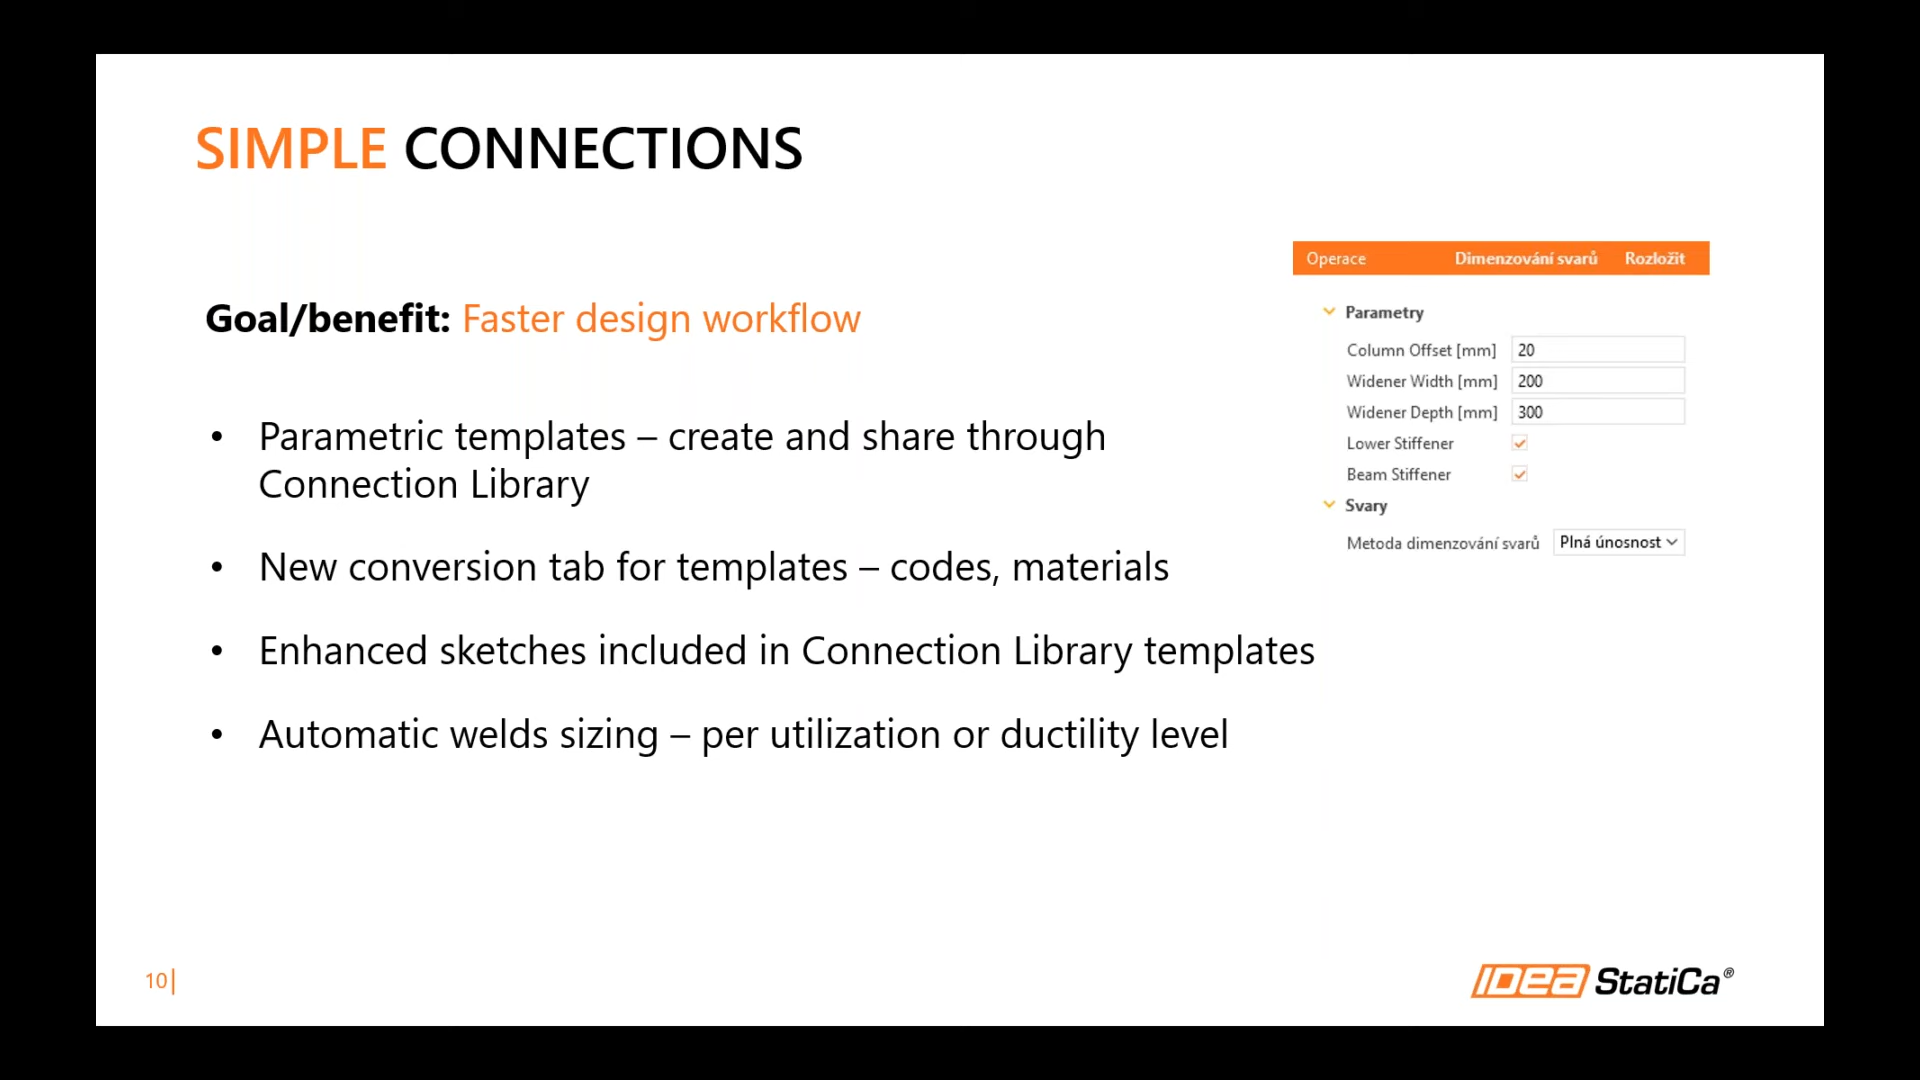 SIMPLE CONNECTIONS
Goal/benefit: Faster design workflow
• Parametric templates – create and share through
Connection Library
• New conversion tab for templates – codes, materials
• Enhanced sketches included in Connection Library templates
• Automatic welds sizing – per utilization or ductility level
Operace Dimenzování svarů Rozložit
Parametry
Column Offset [mm] 20
Widener Width [mm] 200
Widener Depth [mm] 300
Lower Stiffener
Beam Stiffener
Svary
Metoda dimenzování svarů Plná únosnost
10|
IDEA StatiCa®